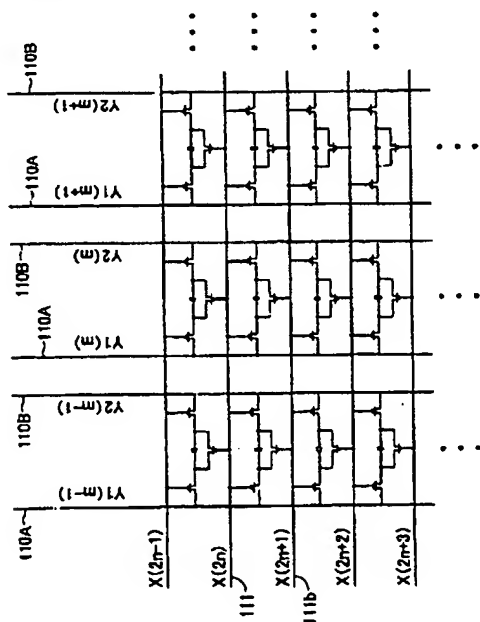 110A
Y1(m-1)
110B
Y2(m-1)
110A
Y1(m)
110B
Y2(m)
110A
Y1(m+1)
110B
Y2(m+1)
X(2n-1)
X(2n)
111
X(2n+1)
111b
X(2n+2)
X(2n+3)